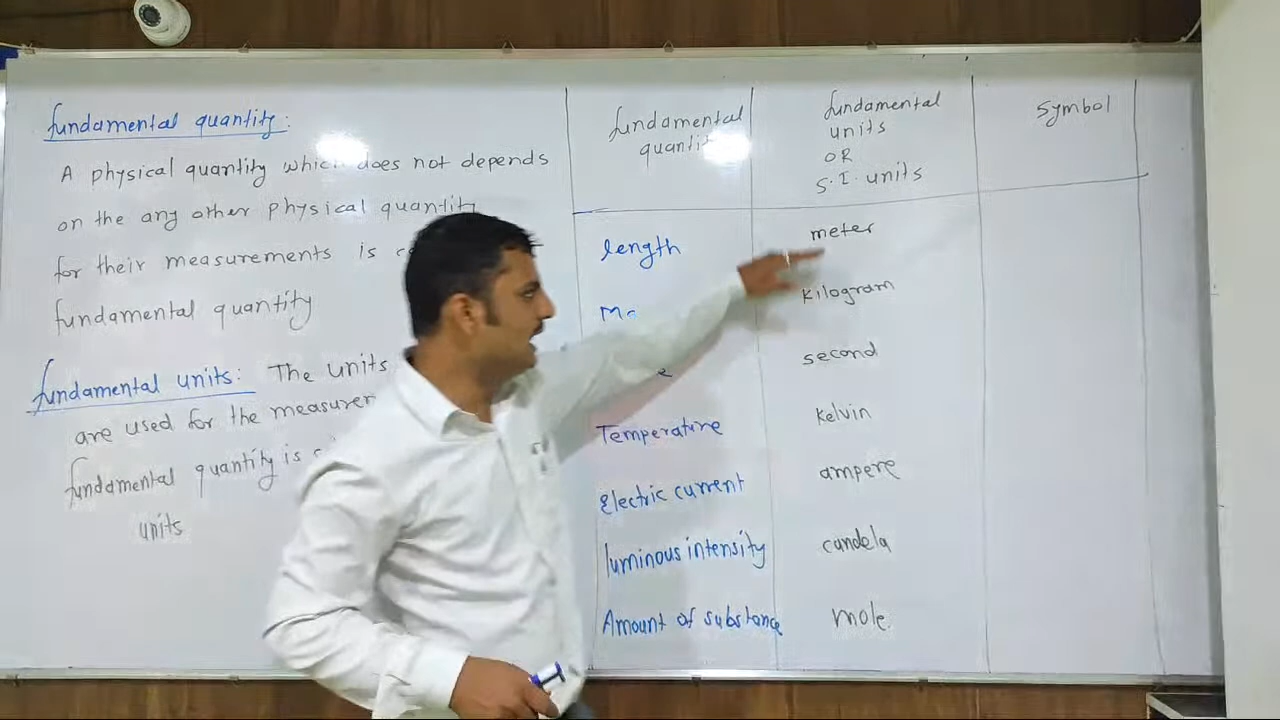 fundamental quantity:
A physical quantity which does not depends
on the any other physical quantity
for their measurements is
fundamental quantity
fundamental units: The units
are used for the
fundamental quantity is
units
fundamental
quantit
fundamental
units
OR
S.I. units
Symbol
length
meter
Ma
kilogram
e
second
Temperature
Kelvin
Electric current
ampere
luminous intensity
candela
Amount of substance
mole